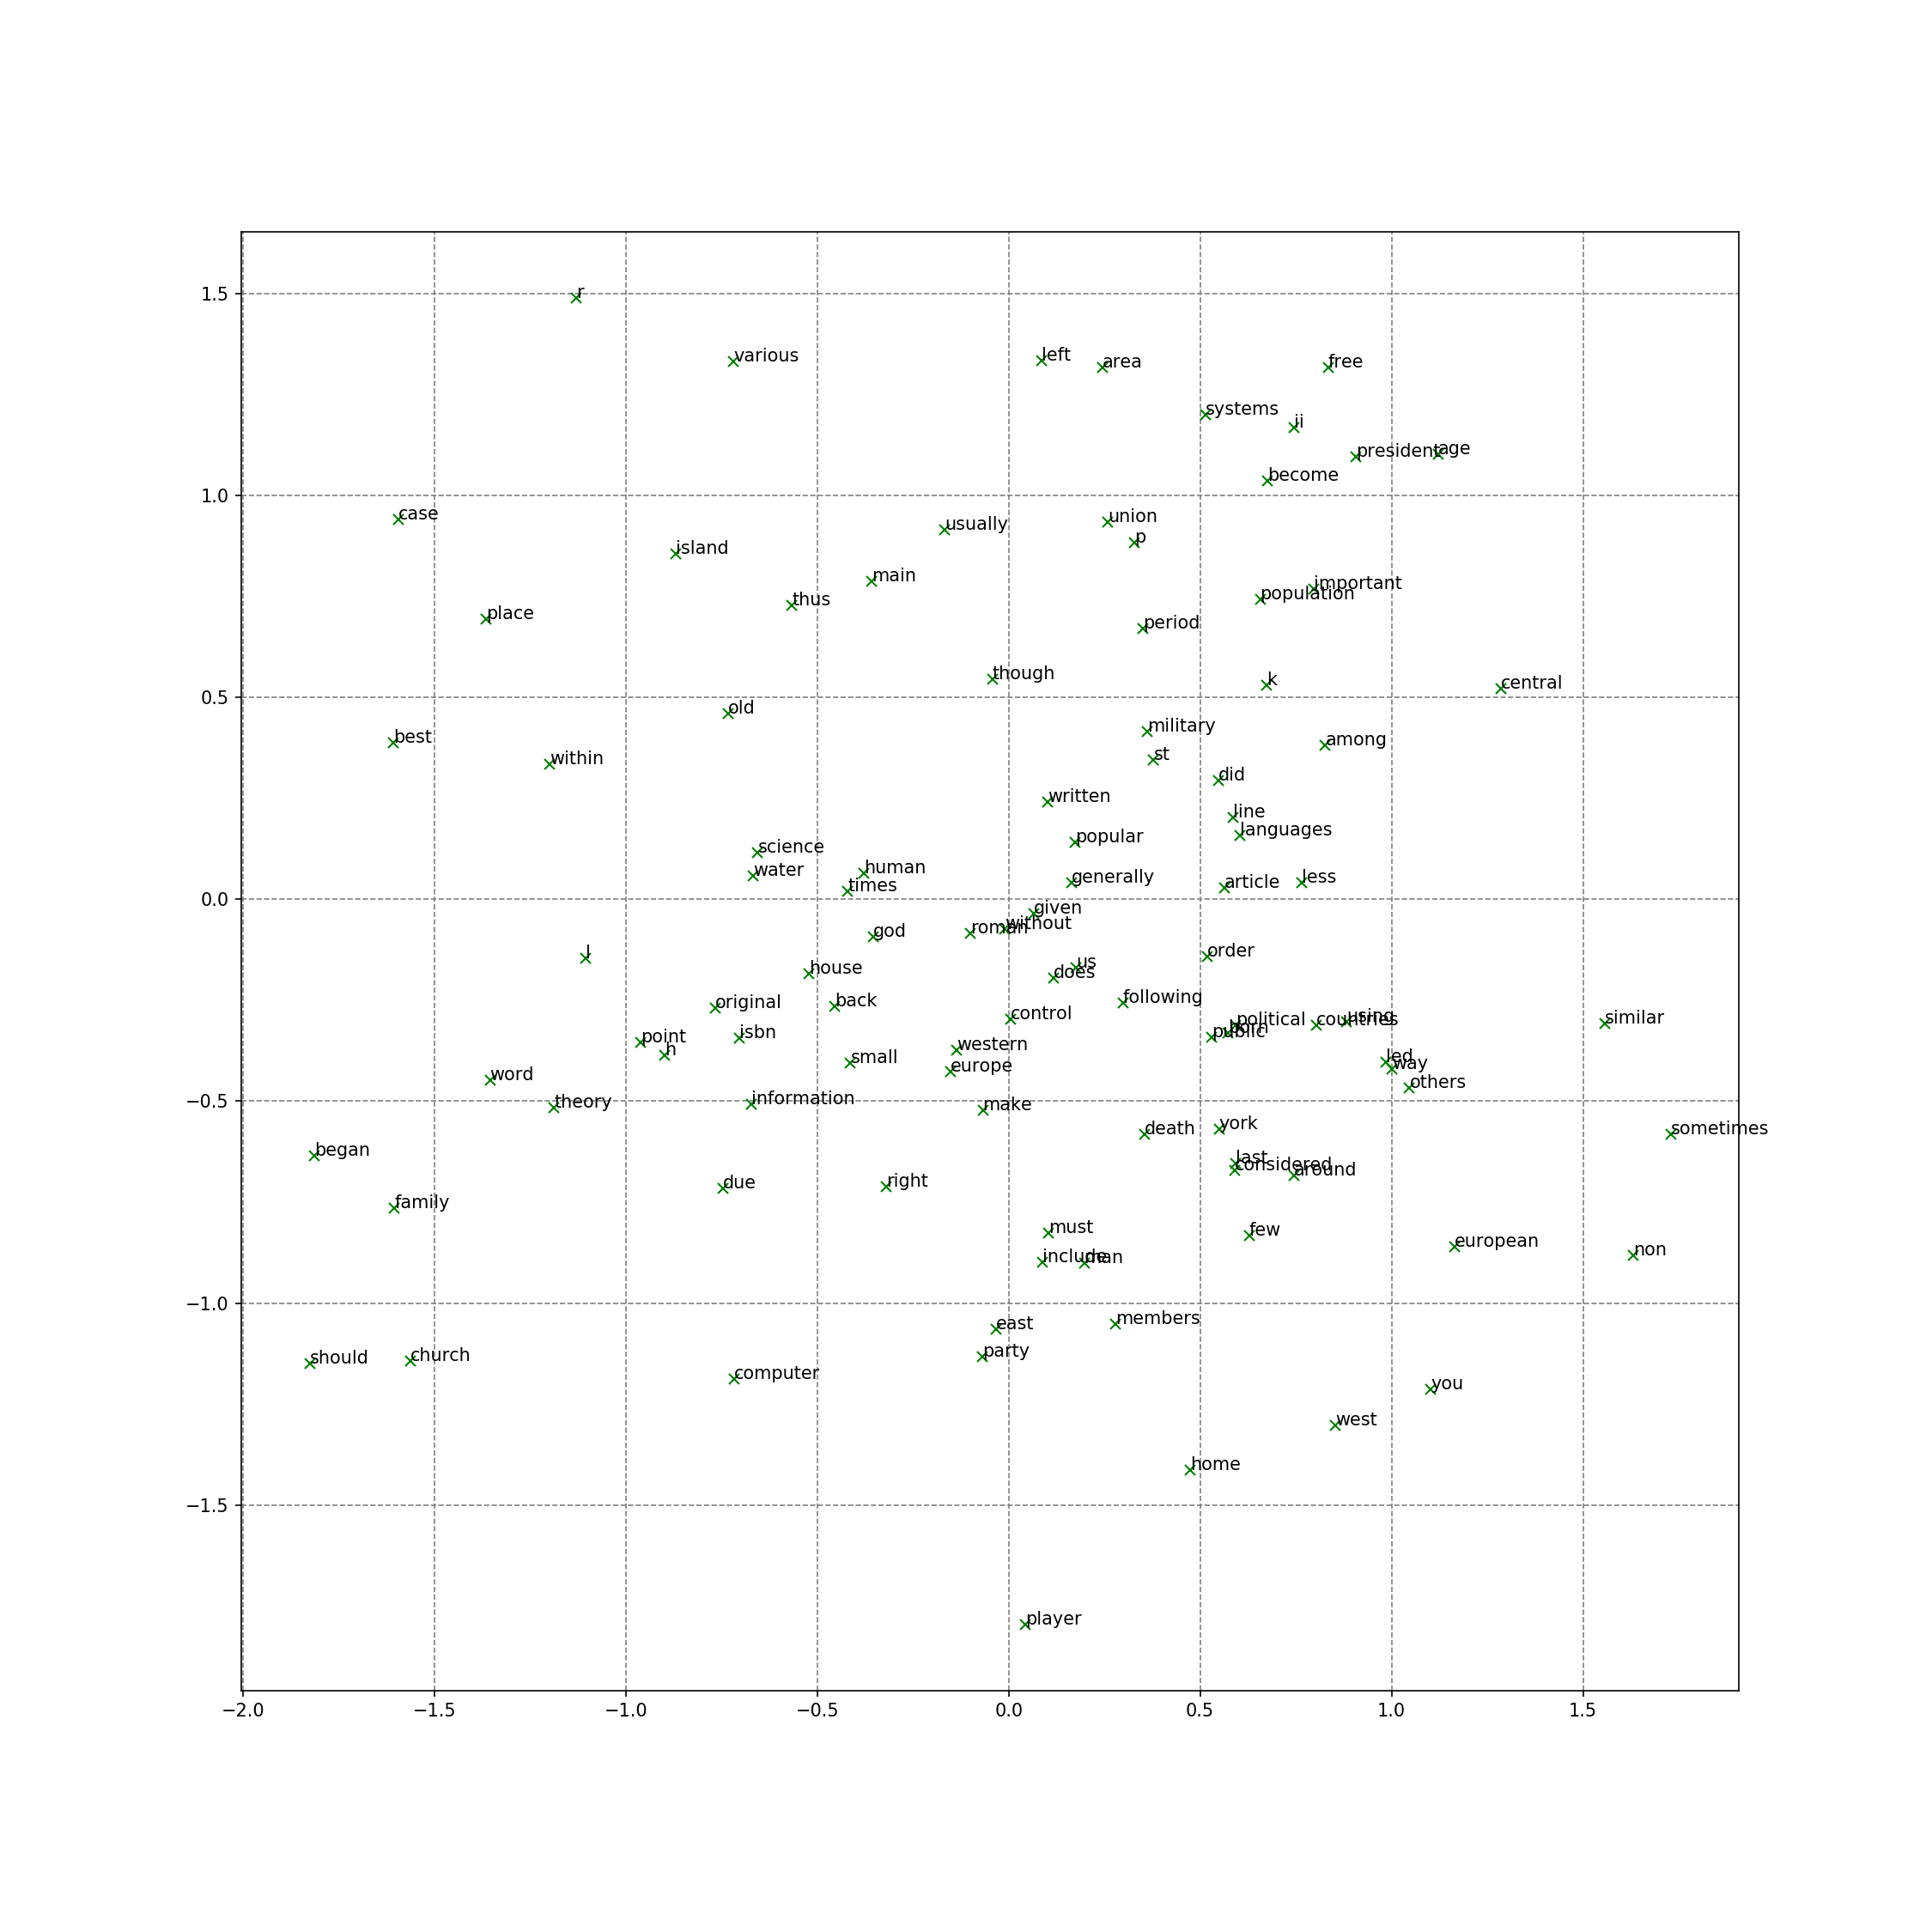 r
various
left
area
free
1.5
systems
ii
president
age
become
1.0
case
union
usually
p
island
main
important
population
thus
place
period
though
k
central
0.5
old
military
best
among
st
within
did
written
line
languages
popular
science
human
water
generally
less
article
times
0.0
given
without
roman
god
order
us
house
does
following
original
back
control
using
similar
political
countries
born
public
isbn
point
western
h
led
small
way
europe
word
others
information
theory
make
−0.5
york
death
sometimes
began
last
considered
around
due
right
family
must
few
european
include
man
non
−1.0
members
east
party
church
should
computer
you
west
home
−1.5
player
−2.0 −1.5 −1.0 −0.5 0.0 0.5 1.0 1.5